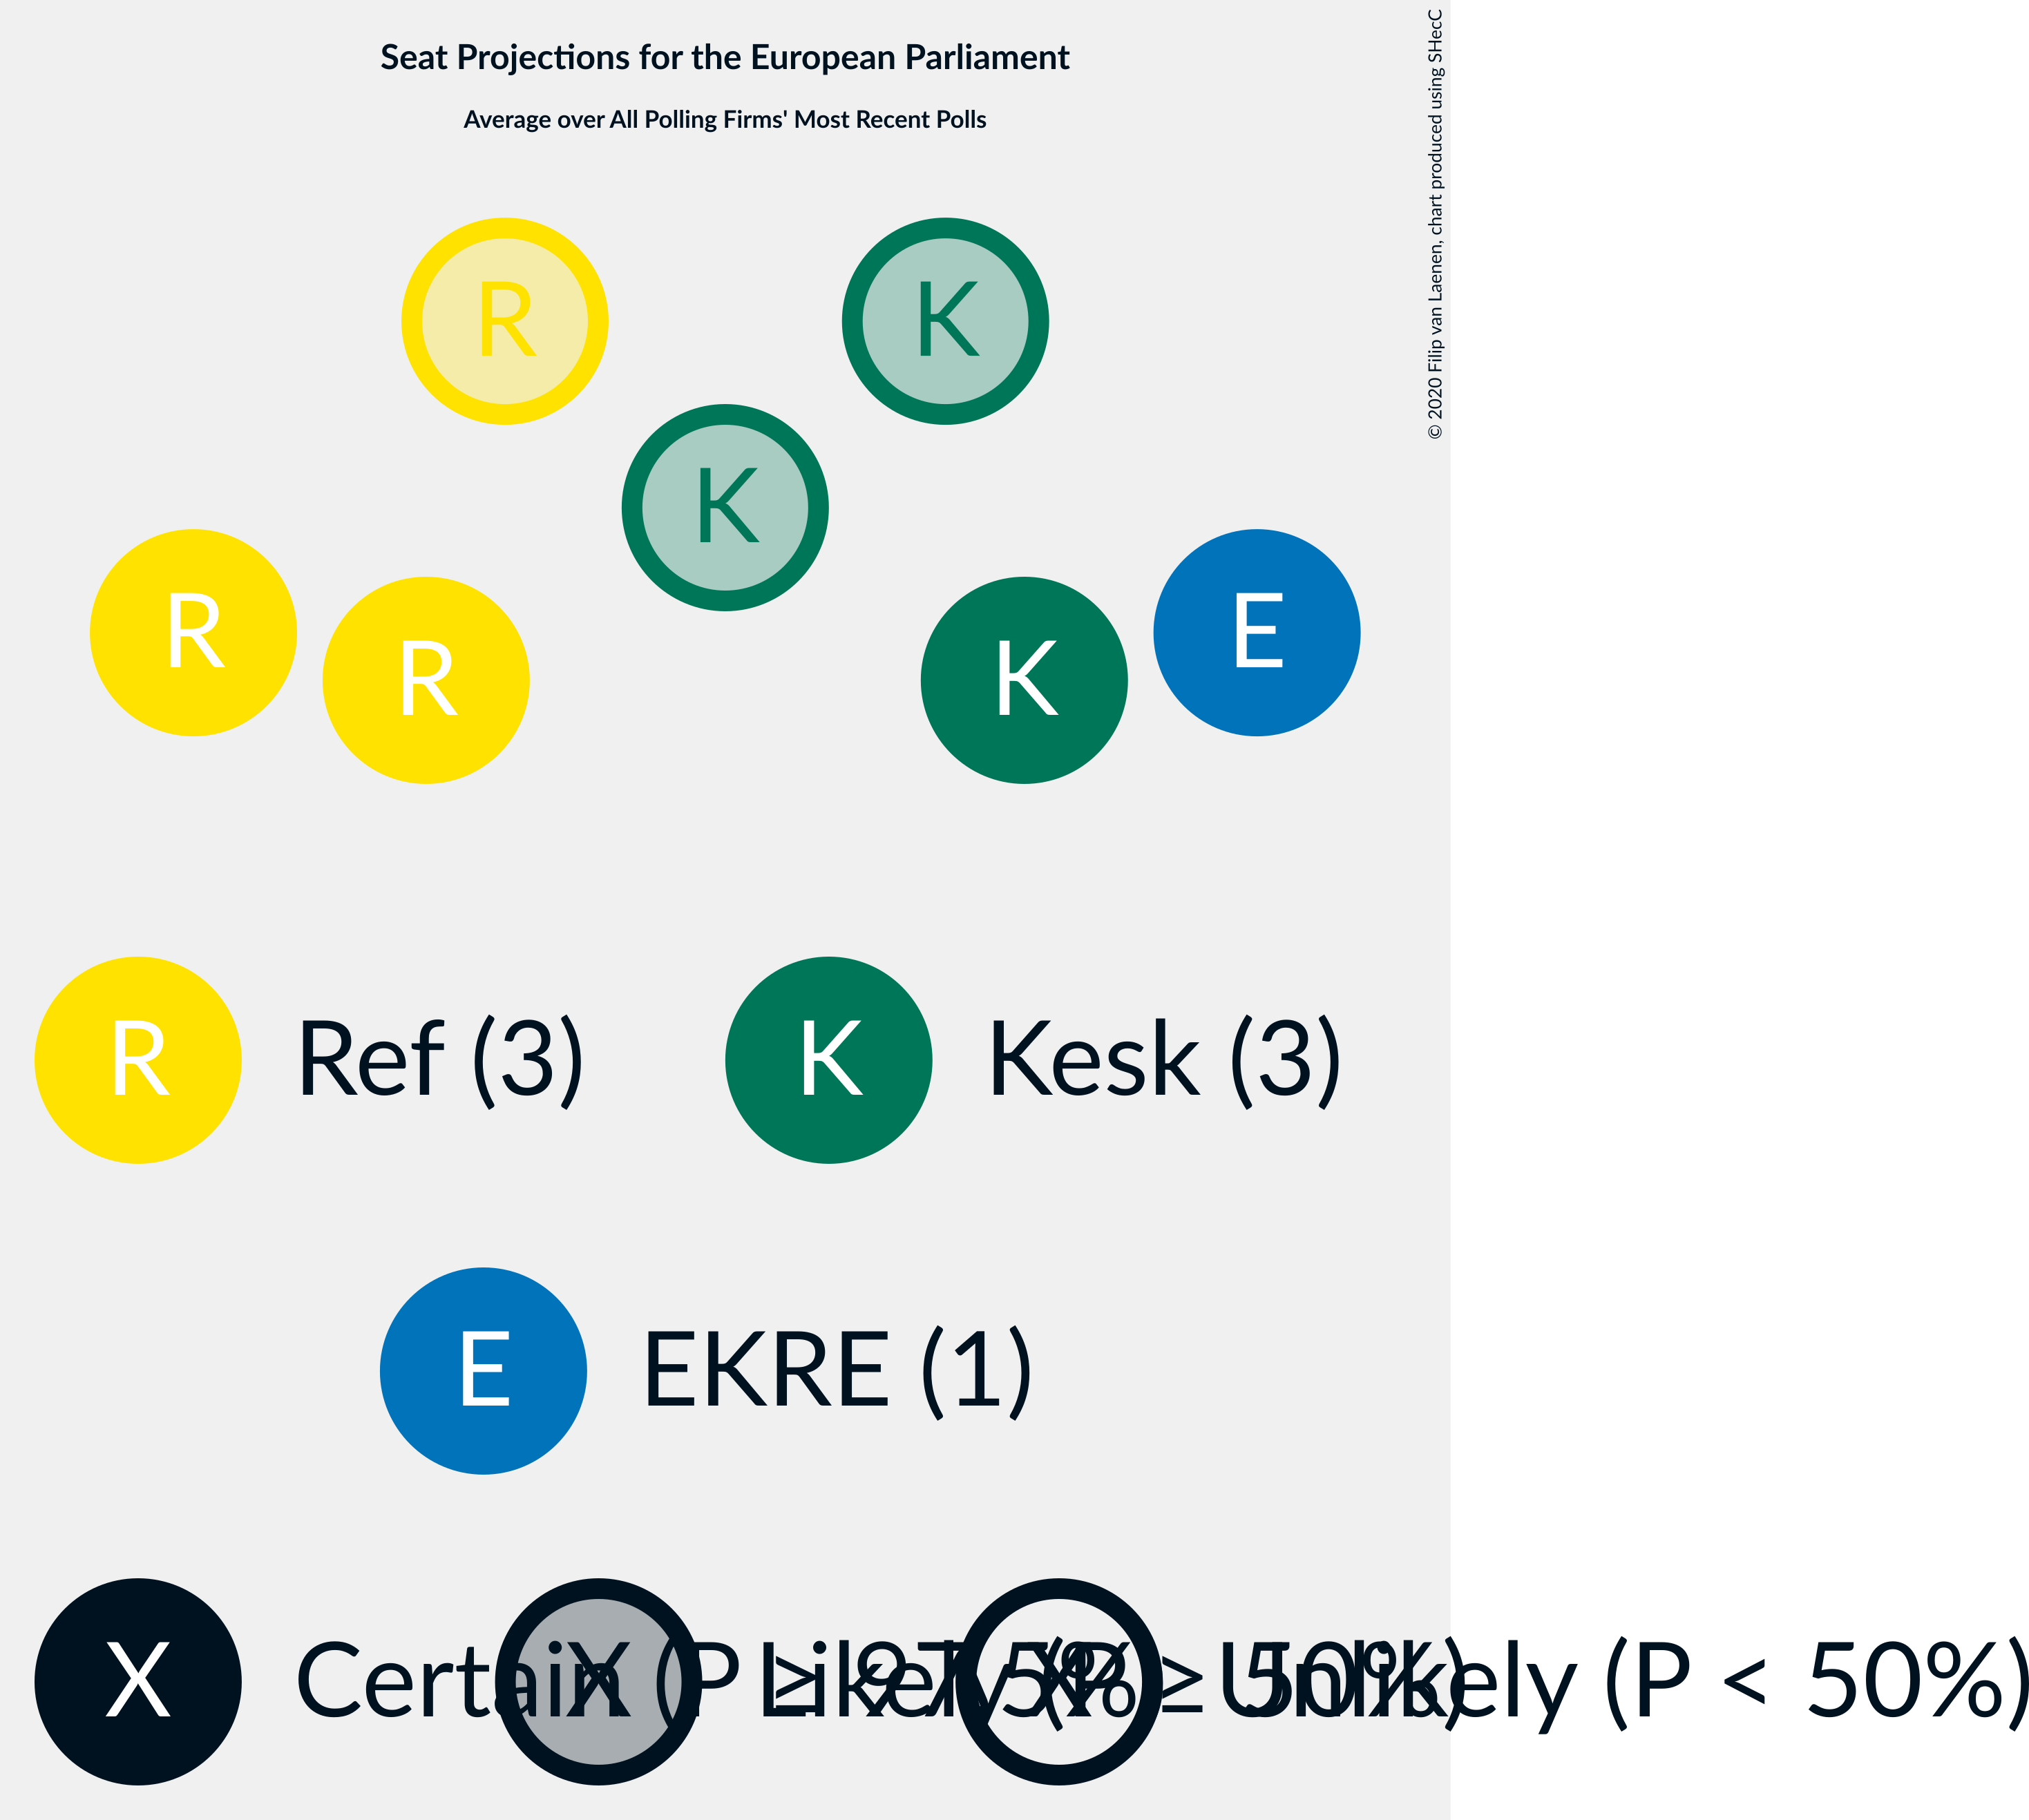 Seat Projections for the European Parliament
Average over All Polling Firms' Most Recent Polls
© 2020 Filip van Laenen, chart produced using SHecC
R
K
K
R
E
R
K
R Ref (3)
K Kesk (3)
E EKRE (1)
X Certain (P ≥ 97.5%)
X Likely (P ≥ 50%)
X Unlikely (P < 50%)